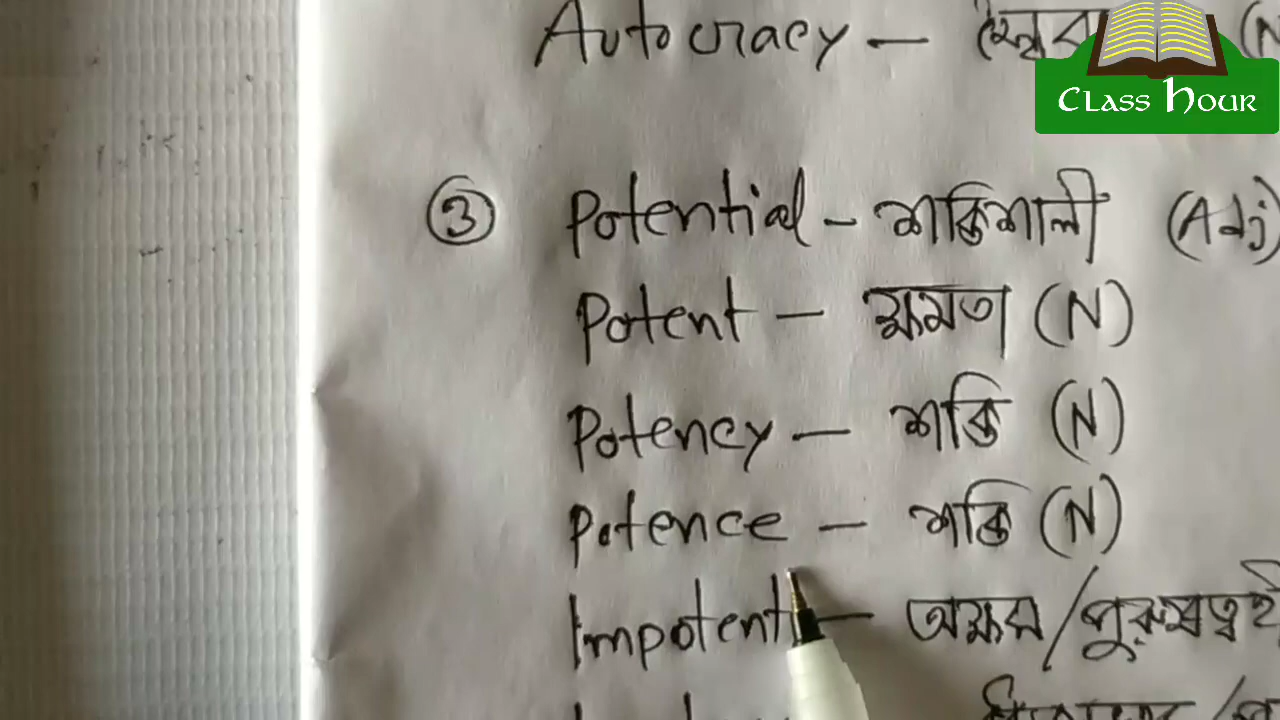 Autocracy – স্বৈরা (N
CLASS HOUR
③ Potential – শক্তিশালী (Adj)
Potent – ক্ষমতা (N)
Potency – শক্তি (N)
Potence – শক্তি (N)
Impotent – অক্ষম/পুরুষত্বহী